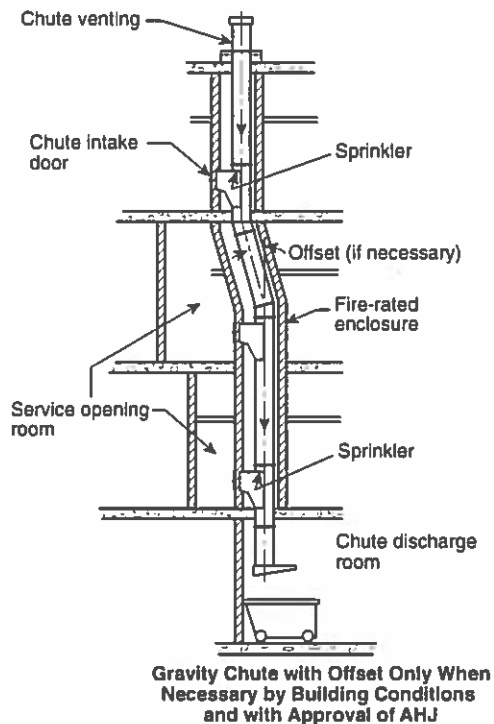 Chute venting
Chute intake
door
Sprinkler
Offset (if necessary)
Fire-rated
enclosure
Service opening
room
Sprinkler
Chute discharge
room
Gravity Chute with Offset Only When
Necessary by Building Conditions
and with Approval of AHJ